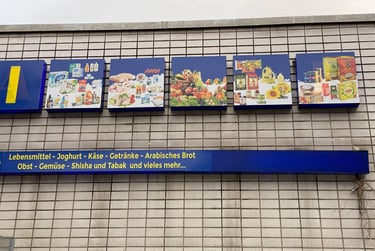 Lebensmittel - Joghurt - Käse - Getränke - Arabisches Brot
Obst - Gemüse - Shisha und Tabak und vieles mehr...